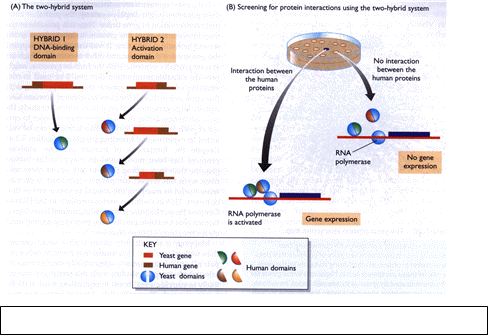 (A) The two-hybrid system
HYBRID I
DNA-binding
domain
HYBRID 2
Activation
domain
(B) Screening for protein interactions using the two-hybrid system
Interaction between
the human
proteins
No interaction
between the
human proteins
RNA
polymerase
No gene
expression
RNA polymerase
is activated
Gene expression
KEY
Yeast gene
Human gene
Yeast domains
Human domains